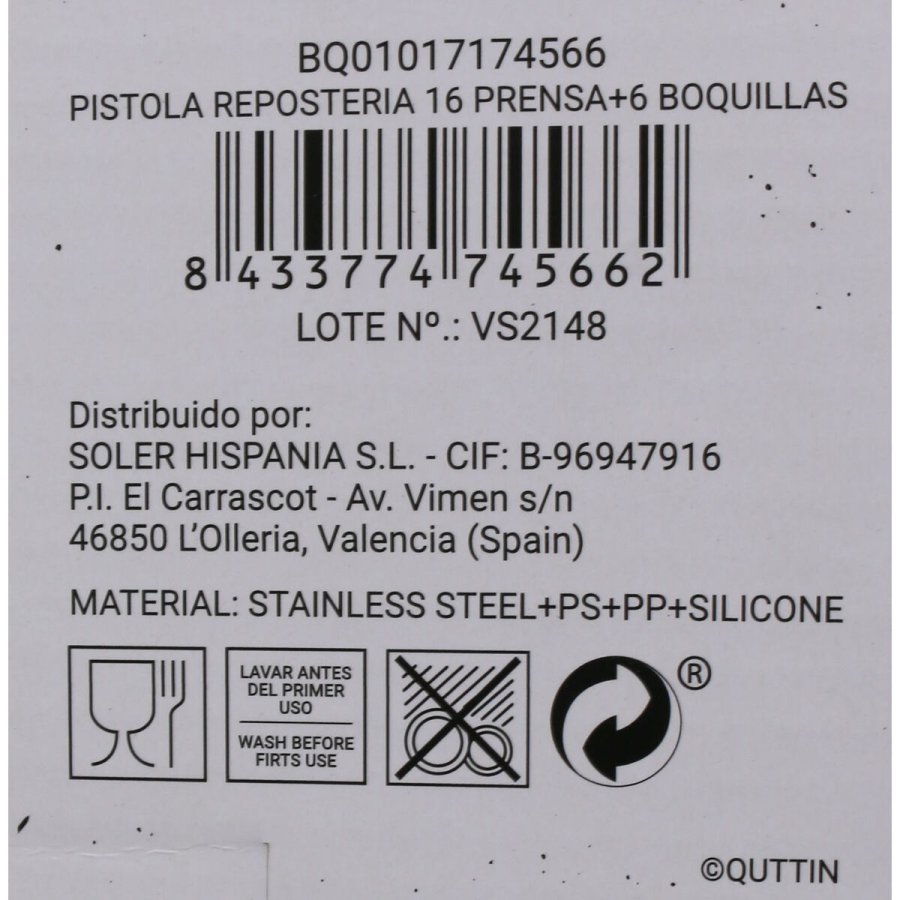 BQ01017174566
PISTOLA REPOSTERIA 16 PRENSA+6 BOQUILLAS
8 433774 745662
LOTE Nº.: VS2148
Distribuido por:
SOLER HISPANIA S.L. - CIF: B-96947916
P.I. El Carrascot - Av. Vimen s/n
46850 L'Olleria, Valencia (Spain)
MATERIAL: STAINLESS STEEL+PS+PP+SILICONE
LAVAR ANTES
DEL PRIMER
USO
WASH BEFORE
FIRTS USE
®
©QUTTIN